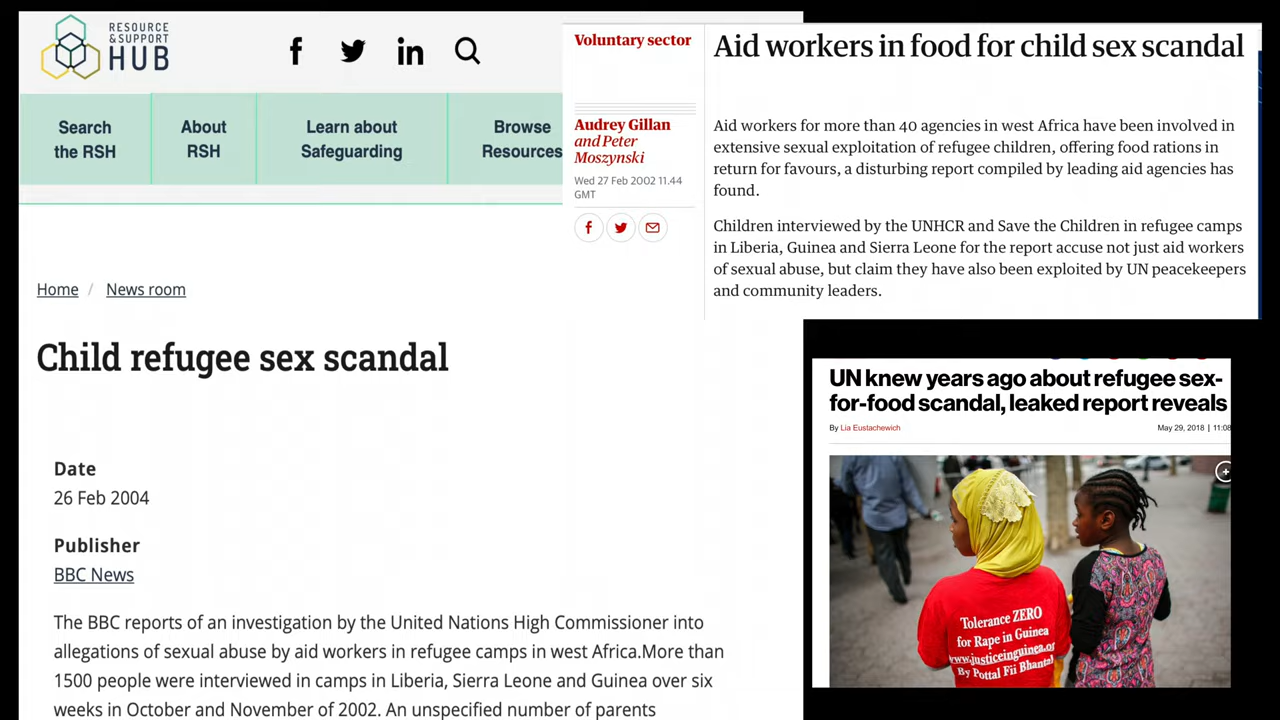 RESOURCE
& SUPPORT
HUB
Search
the RSH
About
RSH
Learn about
Safeguarding
Browse
Resources
Home / News room
Child refugee sex scandal
Date
26 Feb 2004
Publisher
BBC News
The BBC reports of an investigation by the United Nations High Commissioner into
allegations of sexual abuse by aid workers in refugee camps in west Africa.More than
1500 people were interviewed in camps in Liberia, Sierra Leone and Guinea over six
weeks in October and November of 2002. An unspecified number of parents
Voluntary sector
Audrey Gillan
and Peter
Moszynski
Wed 27 Feb 2002 11.44
GMT
Aid workers in food for child sex scandal
Aid workers for more than 40 agencies in west Africa have been involved in
extensive sexual exploitation of refugee children, offering food rations in
return for favours, a disturbing report compiled by leading aid agencies has
found.
Children interviewed by the UNHCR and Save the Children in refugee camps
in Liberia, Guinea and Sierra Leone for the report accuse not just aid workers
of sexual abuse, but claim they have also been exploited by UN peacekeepers
and community leaders.
UN knew years ago about refugee sex-
for-food scandal, leaked report reveals
By Lia Eustachewich
May 29, 2018 | 11:08
Tolerance ZERO
for Rape in Guinea
www.justiceinguinea.org
By Pottal Fii Bhantal